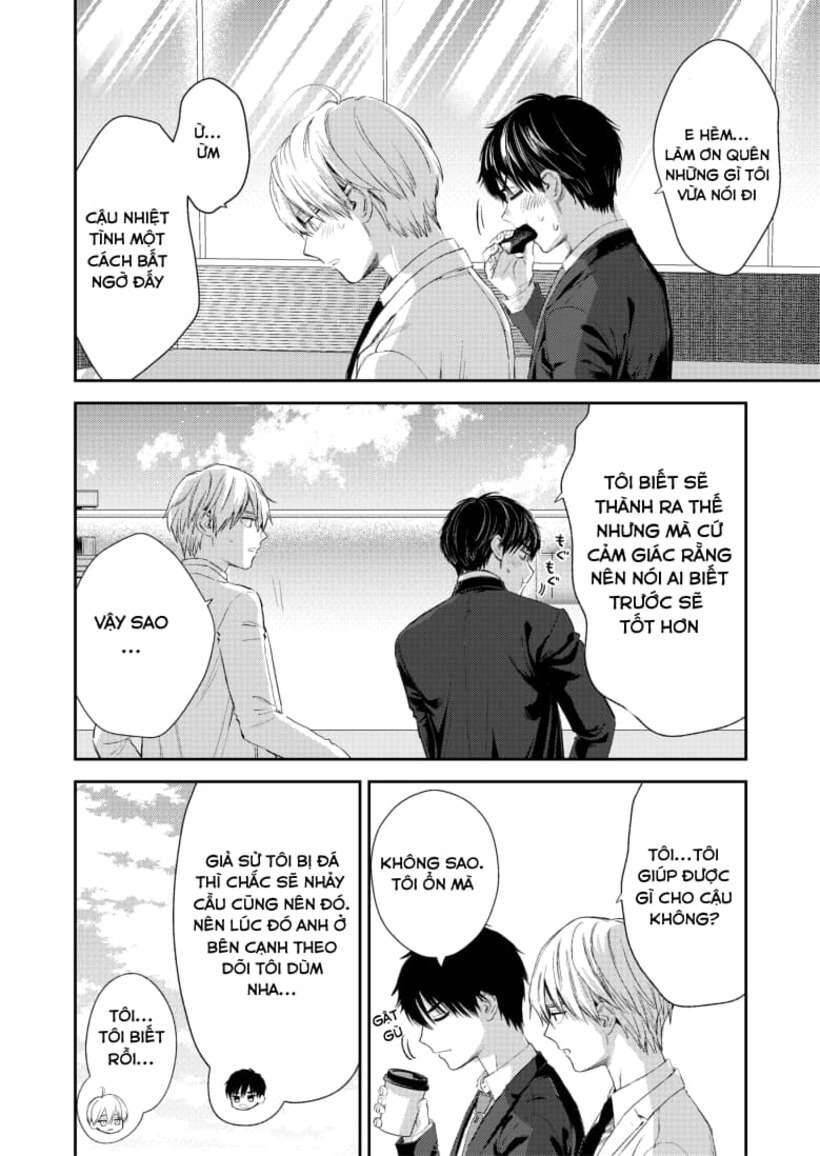 E HÈM...
LÀM ƠN QUÊN
NHỮNG GÌ TÔI
VỪA NÓI ĐI
Ừ...
ỪM
CẬU NHIỆT
TÌNH MỘT
CÁCH BẤT
NGỜ ĐẤY
TÔI BIẾT SẼ
THÀNH RA THẾ
NHƯNG MÀ CỨ
CẢM GIÁC RẰNG
NÊN NÓI AI BIẾT
TRƯỚC SẼ
TỐT HƠN
もぐ
もぐ
VẬY SAO
...
TÔI...TÔI
GIÚP ĐƯỢC
GÌ CHO CẬU
KHÔNG?
KHÔNG SAO.
TÔI ỔN MÀ
GẬT
GÙ
GIẢ SỬ TÔI BỊ ĐÁ
THÌ CHẮC SẼ NHẢY
CẦU CŨNG NÊN ĐÓ.
NÊN LÚC ĐÓ ANH Ở
BÊN CẠNH THEO
DÕI TÔI DÙM
NHA...
TÔI...
TÔI BIẾT
RỒI...